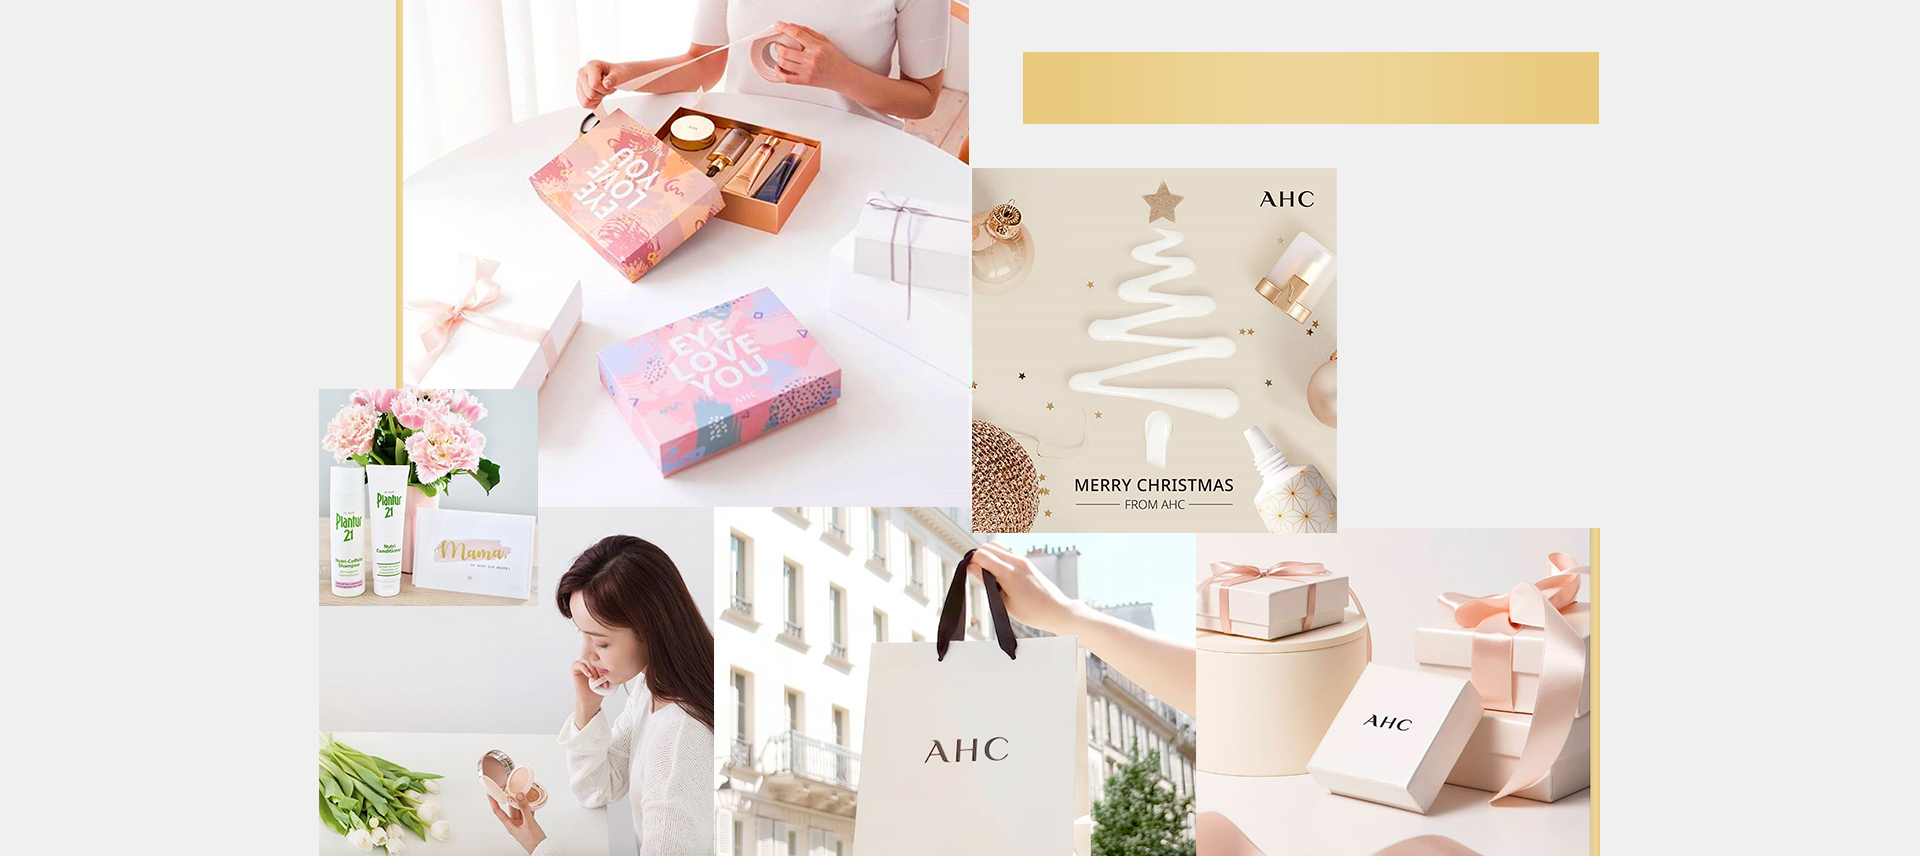 EYE
LOVE
YOU
AHC
EYE
LOVE
YOU
AHC
AHC
MERRY CHRISTMAS
FROM AHC
Plantur
21
Nutri-Coffein
Shampoo
Plantur
21
Nutri
Conditioner
Mama,
AHC
AHC